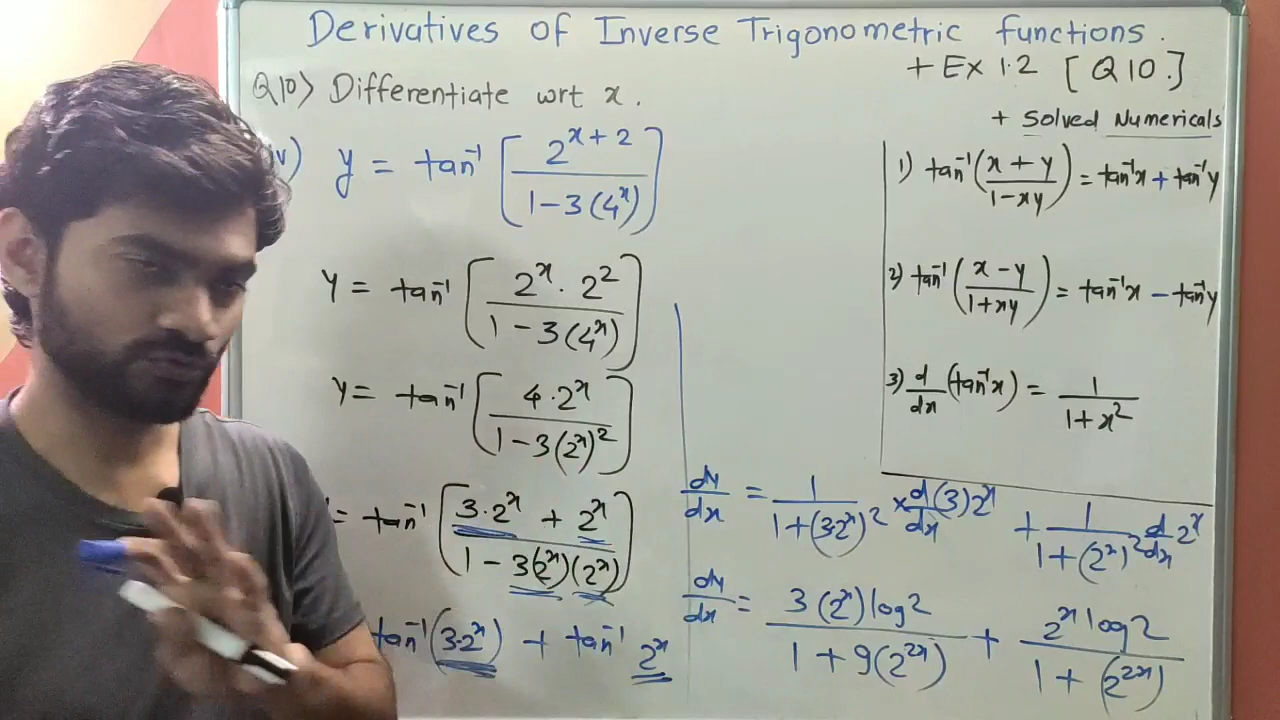 Derivatives of Inverse Trigonometric functions.
+ Ex 1.2 [Q10.]
Q10> Differentiate wrt x.
+ Solved Numericals
v) y = tan⁻¹ [2^(x+2) / (1-3(4^x))]
y = tan⁻¹ [2^x · 2^2 / (1-3(4^x))]
y = tan⁻¹ [4·2^x / (1-3(2^x)^2)]
= tan⁻¹ [(3·2^x + 2^x) / (1-3(2^x)(2^x))]
tan⁻¹(3·2^x) + tan⁻¹ 2^x
1) tan⁻¹((x+y)/(1-xy)) = tan⁻¹x + tan⁻¹y
2) tan⁻¹((x-y)/(1+xy)) = tan⁻¹x - tan⁻¹y
3) d/dx (tan⁻¹x) = 1/(1+x²)
dy/dx = 1/(1+(3·2^x)^2) × d/dx (3)2^x + 1/(1+(2^x)^2) d/dx 2^x
dy/dx = 3(2^x)log2 / (1+9(2^2x)) + 2^x log2 / (1+(2^2x))